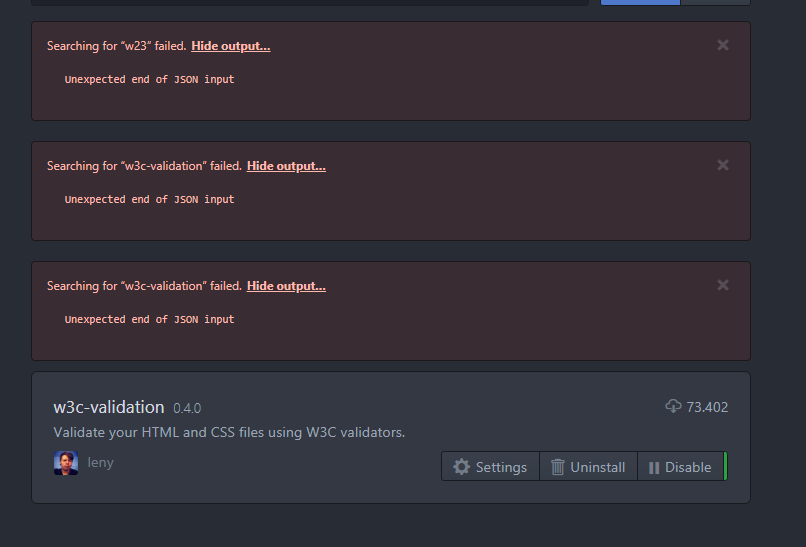 Searching for “w23” failed. Hide output...
Unexpected end of JSON input
Searching for “w3c-validation” failed. Hide output...
Unexpected end of JSON input
Searching for “w3c-validation” failed. Hide output...
Unexpected end of JSON input
w3c-validation 0.4.0 73.402
Validate your HTML and CSS files using W3C validators.
leny Settings Uninstall Disable